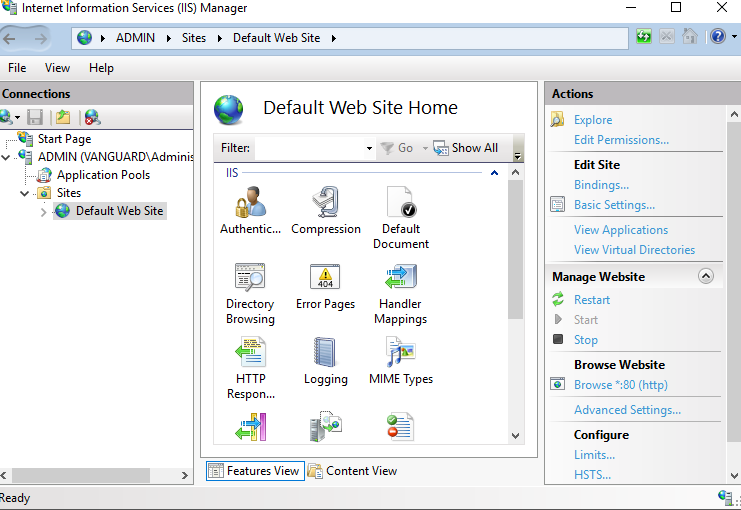 Internet Information Services (IIS) Manager
ADMIN
Sites
Default Web Site
File View Help
Connections
Start Page
ADMIN (VANGUARD\Adminis
Application Pools
Sites
Default Web Site
Default Web Site Home
Filter:
Go
Show All
IIS
Authentic...
Compression
Default
Document
Directory
Browsing
Error Pages
404
Handler
Mappings
HTTP
Respon...
Logging
MIME Types
Features View
Content View
Actions
Explore
Edit Permissions...
Edit Site
Bindings...
Basic Settings...
View Applications
View Virtual Directories
Manage Website
Restart
Start
Stop
Browse Website
Browse *:80 (http)
Advanced Settings...
Configure
Limits...
HSTS...
Ready